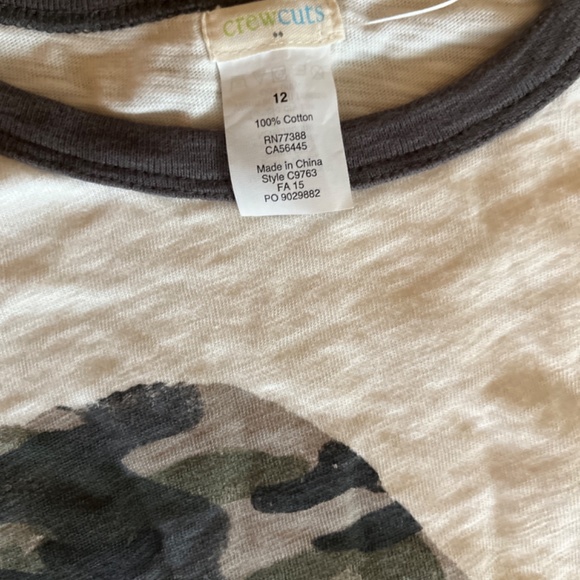 crewcuts
12
100% Cotton
RN77388
CA56445
Made in China
Style C9763
FA 15
PO 9029882